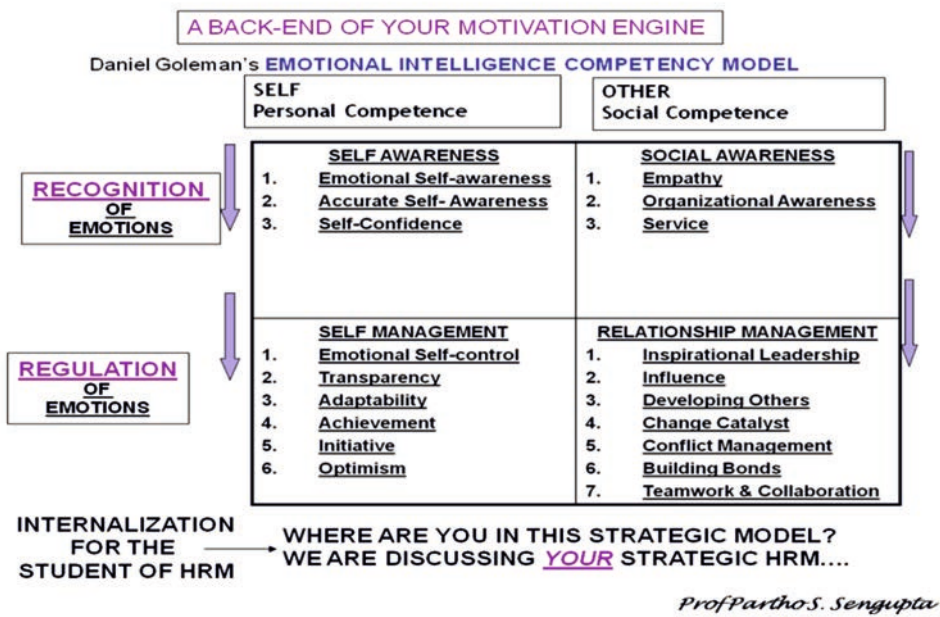 A BACK-END OF YOUR MOTIVATION ENGINE
Daniel Goleman's EMOTIONAL INTELLIGENCE COMPETENCY MODEL
SELF
Personal Competence
OTHER
Social Competence
RECOGNITION
OF
EMOTIONS
SELF AWARENESS
1. Emotional Self-awareness
2. Accurate Self- Awareness
3. Self-Confidence
SOCIAL AWARENESS
1. Empathy
2. Organizational Awareness
3. Service
REGULATION
OF
EMOTIONS
SELF MANAGEMENT
1. Emotional Self-control
2. Transparency
3. Adaptability
4. Achievement
5. Initiative
6. Optimism
RELATIONSHIP MANAGEMENT
1. Inspirational Leadership
2. Influence
3. Developing Others
4. Change Catalyst
5. Conflict Management
6. Building Bonds
7. Teamwork & Collaboration
INTERNALIZATION
FOR THE
STUDENT OF HRM
WHERE ARE YOU IN THIS STRATEGIC MODEL?
WE ARE DISCUSSING YOUR STRATEGIC HRM....
Prof Partho S. Sengupta